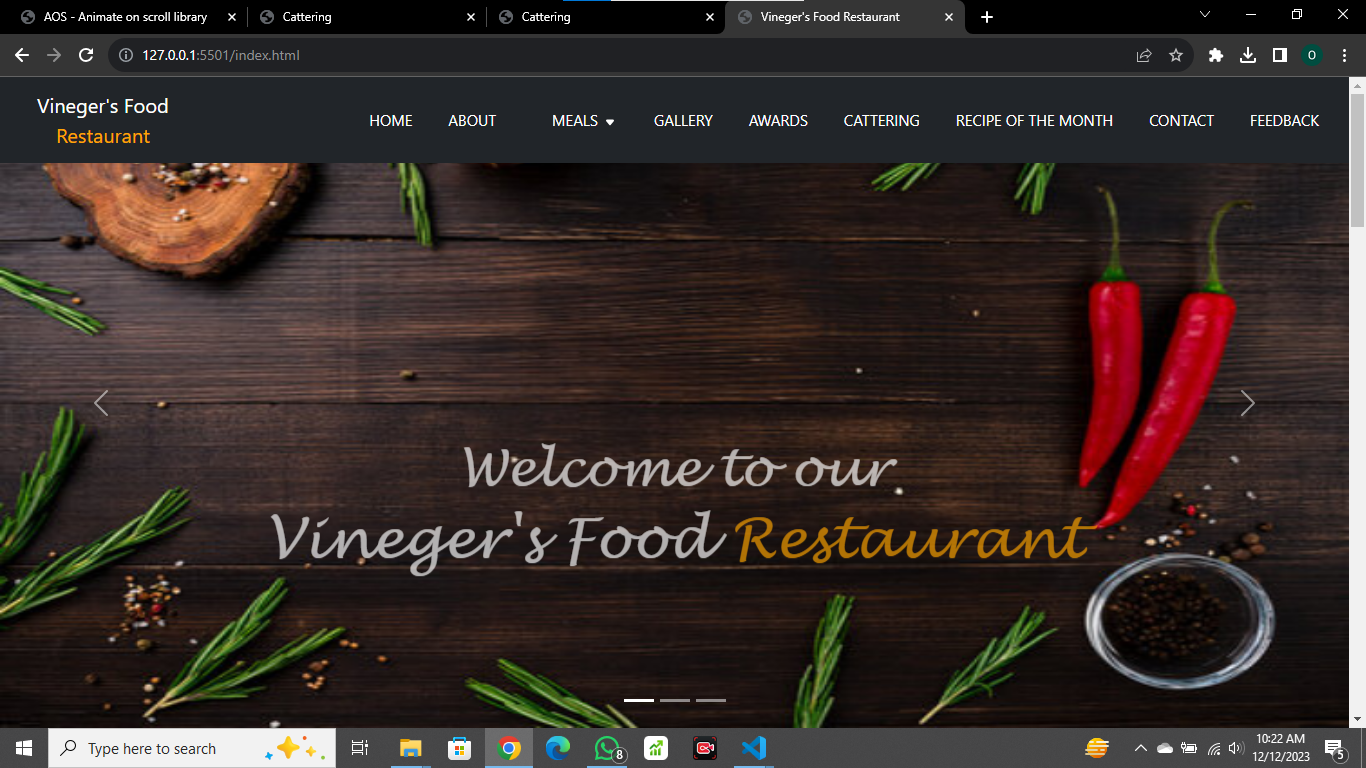 AOS - Animate on scroll library
Cattering
Cattering
Vineger's Food Restaurant
127.0.0.1:5501/index.html
O
Vineger's Food
Restaurant
HOME
ABOUT
MEALS
GALLERY
AWARDS
CATTERING
RECIPE OF THE MONTH
CONTACT
FEEDBACK
Welcome to our
Vineger's Food Restaurant
Type here to search
8
10:22 AM
12/12/2023
5